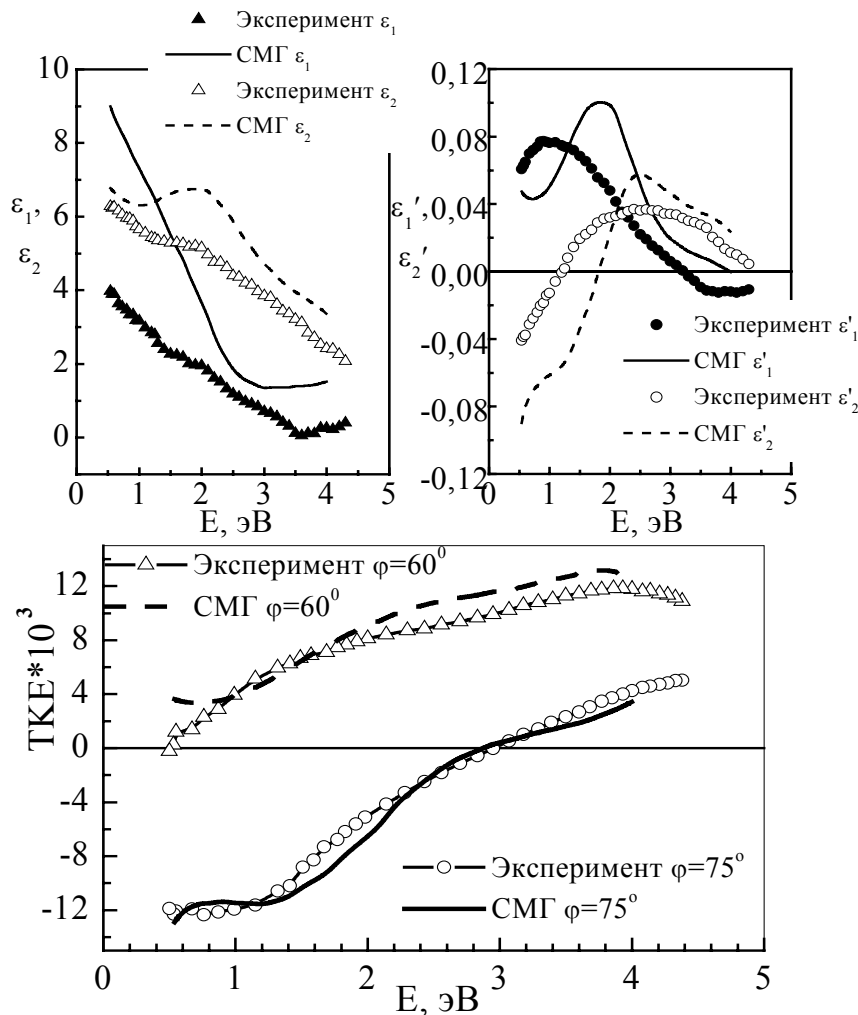 Эксперимент ε₁
СМГ ε₁
Эксперимент ε₂
СМГ ε₂
10
8
6
4
2
0
ε₁,
ε₂
0 1 2 3 4 5
E, эВ
0,12
0,08
0,04
0,00
-0,04
-0,08
-0,12
ε₁′,
ε₂′
Эксперимент ε'₁
СМГ ε'₁
Эксперимент ε'₂
СМГ ε'₂
0 1 2 3 4 5
E, эВ
Эксперимент φ=60⁰
СМГ φ=60⁰
12
8
4
0
-4
-8
-12
TKE*10³
Эксперимент φ=75°
СМГ φ=75°
0 1 2 3 4 5
E, эВ